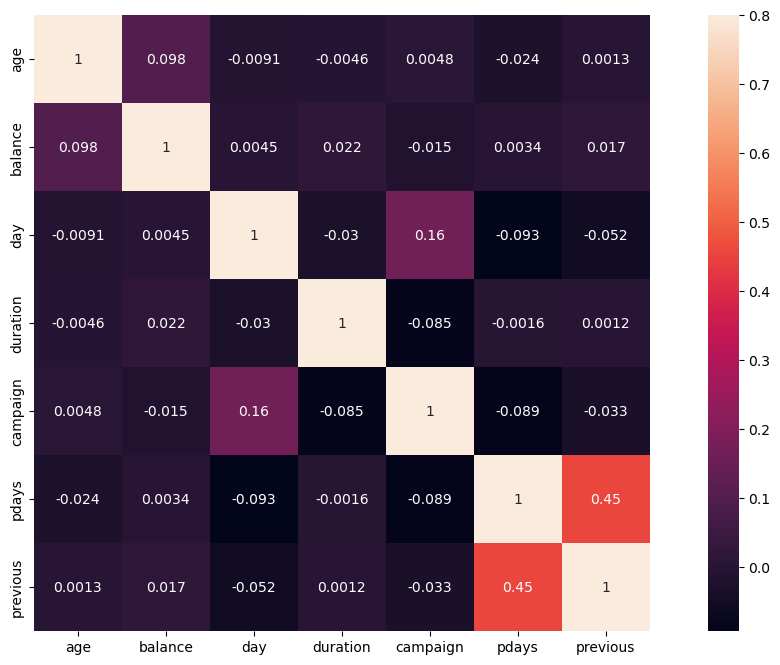 age 1 0.098 -0.0091 -0.0046 0.0048 -0.024 0.0013
balance 0.098 1 0.0045 0.022 -0.015 0.0034 0.017
day -0.0091 0.0045 1 -0.03 0.16 -0.093 -0.052
duration -0.0046 0.022 -0.03 1 -0.085 -0.0016 0.0012
campaign 0.0048 -0.015 0.16 -0.085 1 -0.089 -0.033
pdays -0.024 0.0034 -0.093 -0.0016 -0.089 1 0.45
previous 0.0013 0.017 -0.052 0.0012 -0.033 0.45 1
age balance day duration campaign pdays previous
0.8
0.7
0.6
0.5
0.4
0.3
0.2
0.1
0.0